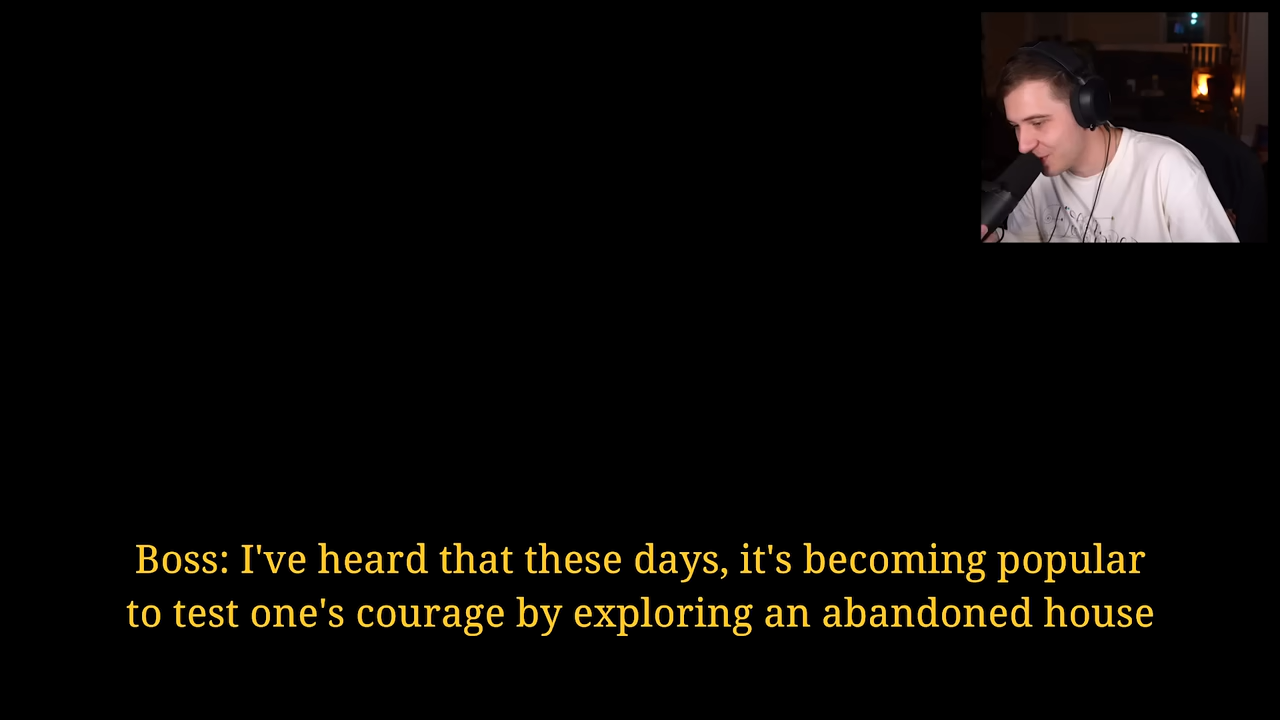 Boss: I've heard that these days, it's becoming popular
to test one's courage by exploring an abandoned house